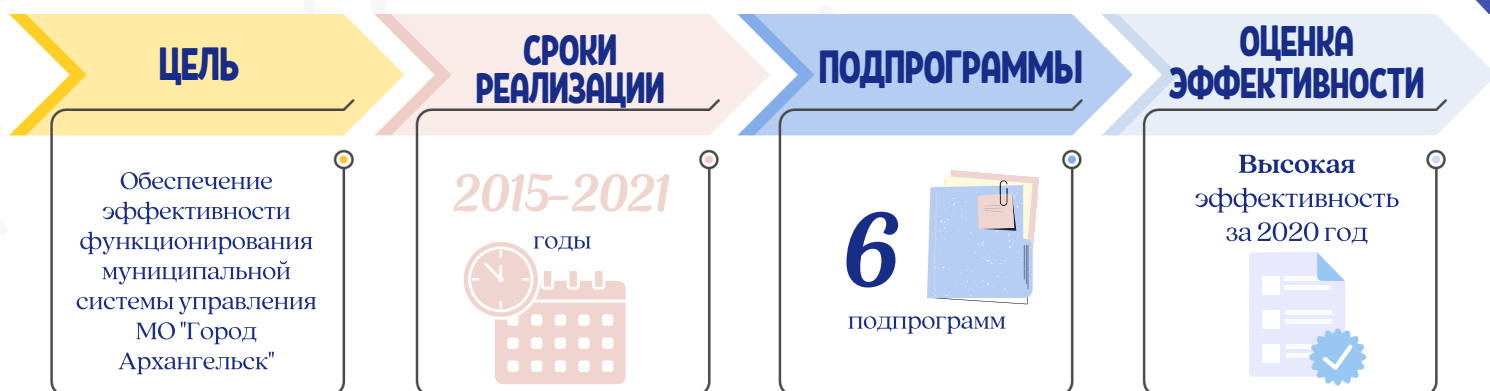 ЦЕЛЬ
Обеспечение
эффективности
функционирования
муниципальной
системы управления
МО "Город
Архангельск"
СРОКИ
РЕАЛИЗАЦИИ
2015-2021
годы
ПОДПРОГРАММЫ
6
подпрограмм
ОЦЕНКА
ЭФФЕКТИВНОСТИ
Высокая
эффективность
за 2020 год